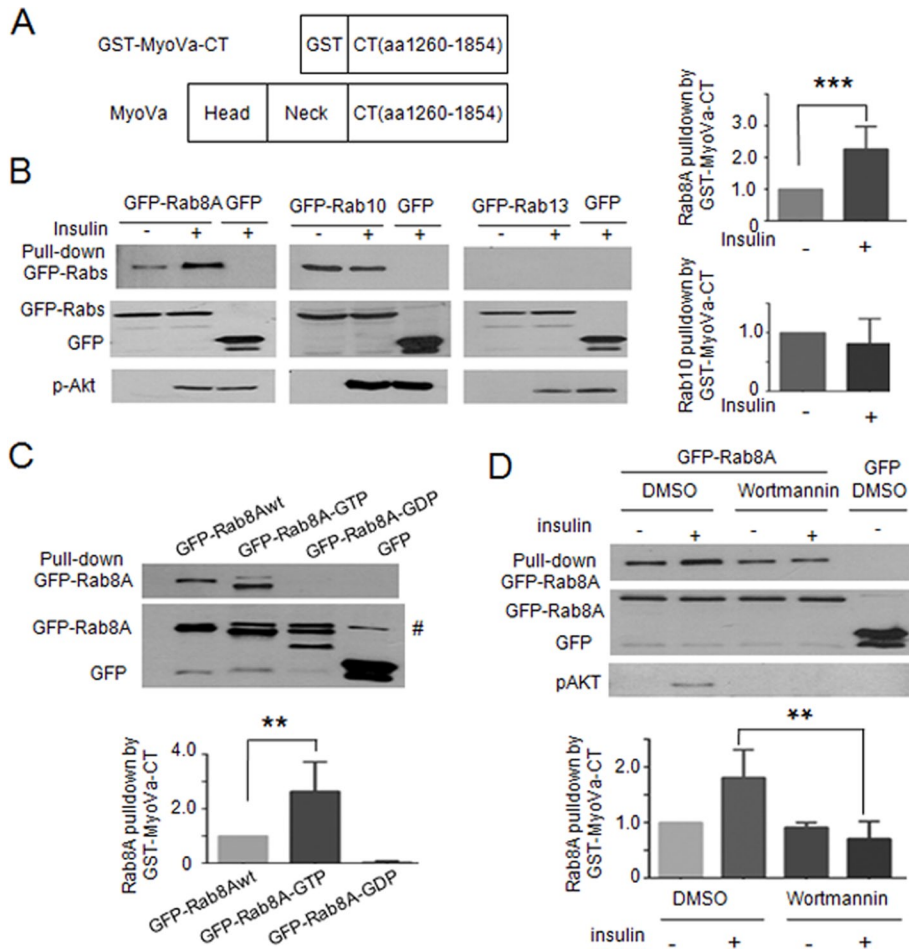 A
GST-MyoVa-CT
GST
CT(aa1260-1854)
MyoVa
Head
Neck
CT(aa1260-1854)
B
GFP-Rab8A
GFP
GFP-Rab10
GFP
GFP-Rab13
GFP
Insulin
- + +
- + +
- + +
Pull-down
GFP-Rabs
GFP-Rabs
GFP
p-Akt
Rab8A pulldown by
GST-MyoVa-CT
3.0
2.0
1.0
0
***
Insulin
- +
Rab10 pulldown by
GST-MyoVa-CT
1.0
0
Insulin
- +
C
GFP-Rab8Awt
GFP-Rab8A-GTP
GFP-Rab8A-GDP
GFP
Pull-down
GFP-Rab8A
GFP-Rab8A
#
GFP
Rab8A pulldown by
GST-MyoVa-CT
4.0
2.0
0
**
GFP-Rab8Awt
GFP-Rab8A-GTP
GFP-Rab8A-GDP
D
GFP-Rab8A
GFP
DMSO
Wortmannin
DMSO
insulin
- + - + -
Pull-down
GFP-Rab8A
GFP-Rab8A
GFP
pAKT
Rab8A pulldown by
GST-MyoVa-CT
2.0
1.0
0
**
DMSO
Wortmannin
insulin
- + - +